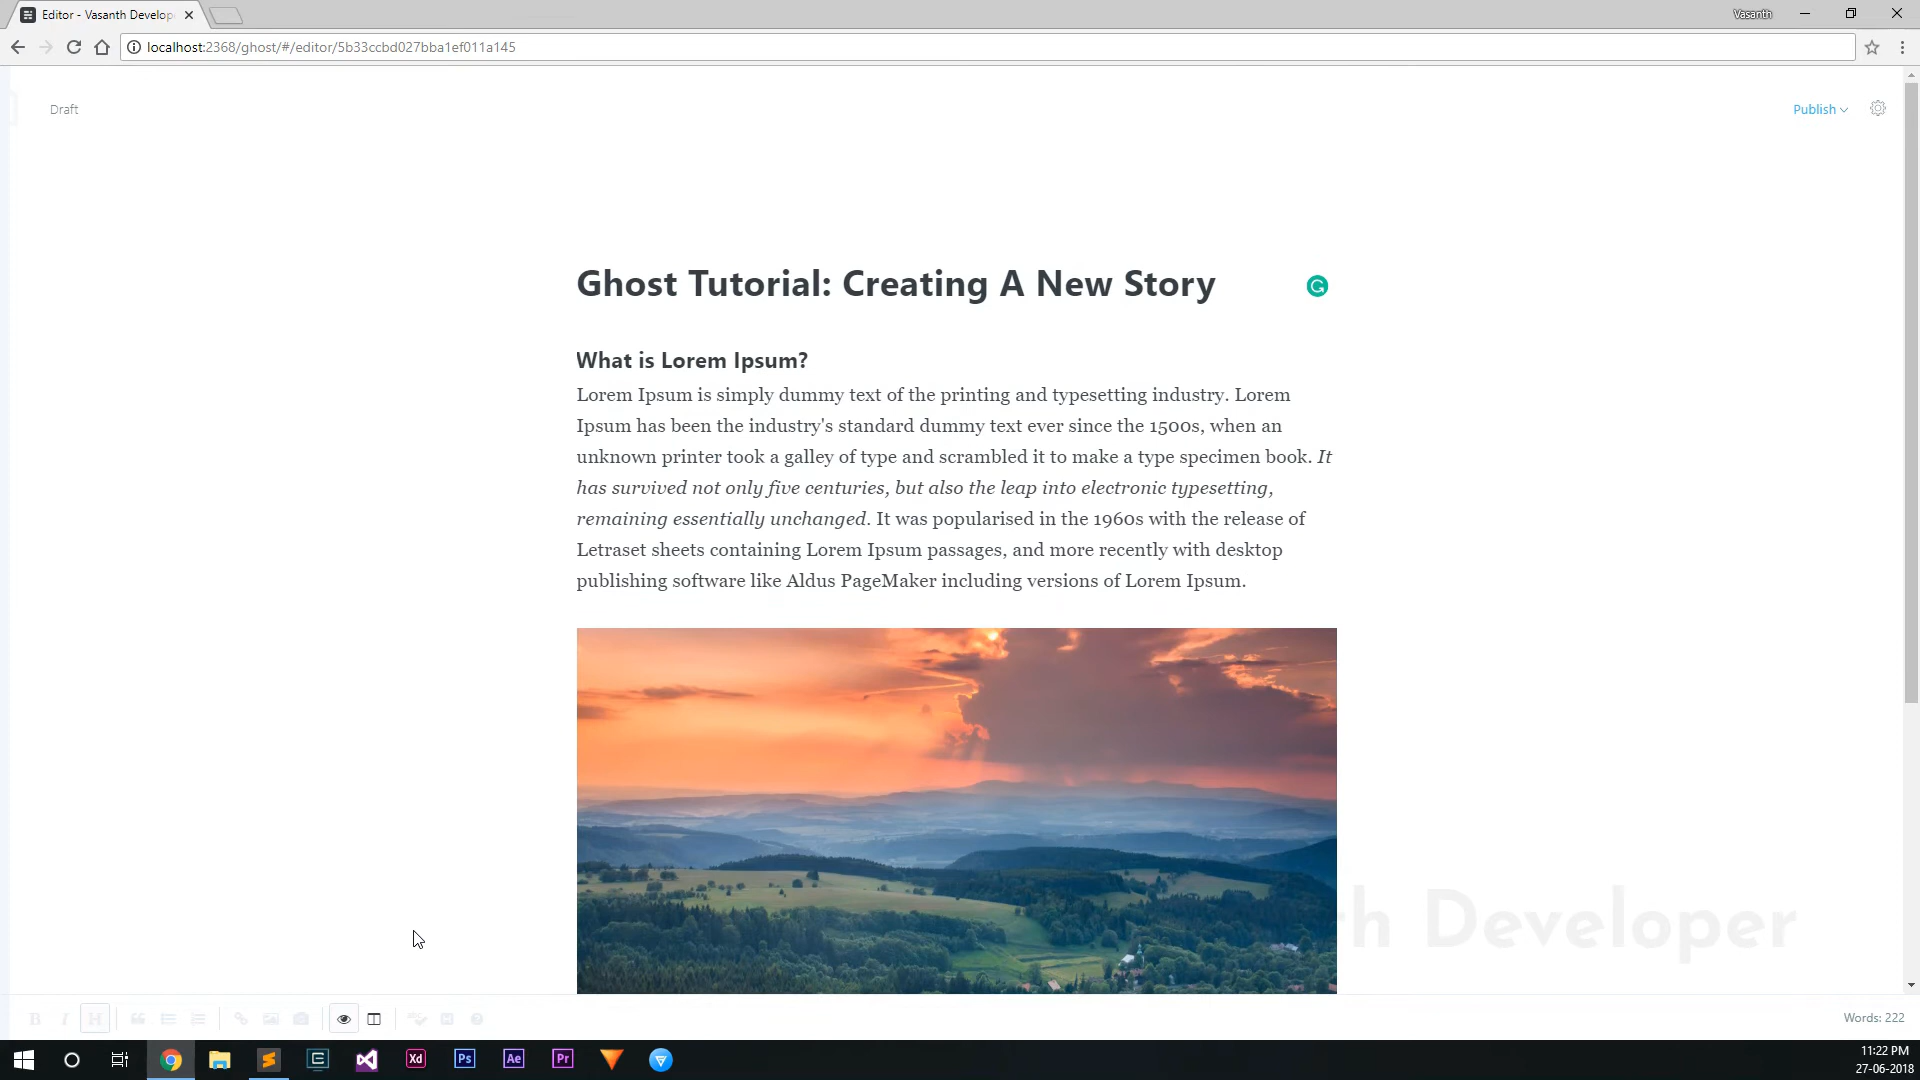 Editor - Vasanth Develop
Vasanth
localhost:2368/ghost/#/editor/5b33ccbd027bba1ef011a145
Draft
Publish
Ghost Tutorial: Creating A New Story
What is Lorem Ipsum?
Lorem Ipsum is simply dummy text of the printing and typesetting industry. Lorem
Ipsum has been the industry's standard dummy text ever since the 1500s, when an
unknown printer took a galley of type and scrambled it to make a type specimen book. It
has survived not only five centuries, but also the leap into electronic typesetting,
remaining essentially unchanged. It was popularised in the 1960s with the release of
Letraset sheets containing Lorem Ipsum passages, and more recently with desktop
publishing software like Aldus PageMaker including versions of Lorem Ipsum.
th Developer
B I H
Words: 222
Xd Ps Ae Pr
11:22 PM
27-06-2018